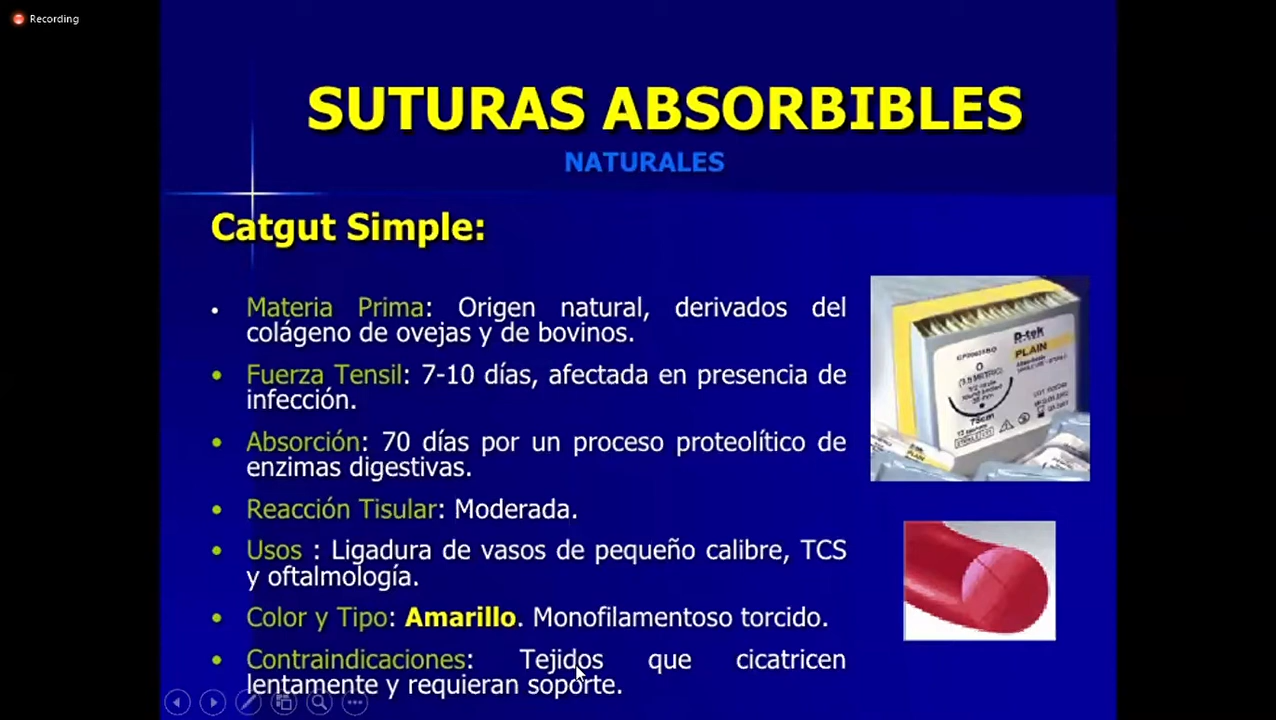 Recording
SUTURAS ABSORBIBLES
NATURALES
Catgut Simple:
• Materia Prima: Origen natural, derivados del
colágeno de ovejas y de bovinos.
• Fuerza Tensil: 7-10 días, afectada en presencia de
infección.
• Absorción: 70 días por un proceso proteolítico de
enzimas digestivas.
• Reacción Tisular: Moderada.
• Usos : Ligadura de vasos de pequeño calibre, TCS
y oftalmología.
• Color y Tipo: Amarillo. Monofilamentoso torcido.
• Contraindicaciones: Tejidos que cicatricen
lentamente y requieran soporte.
PLAIN
75cm